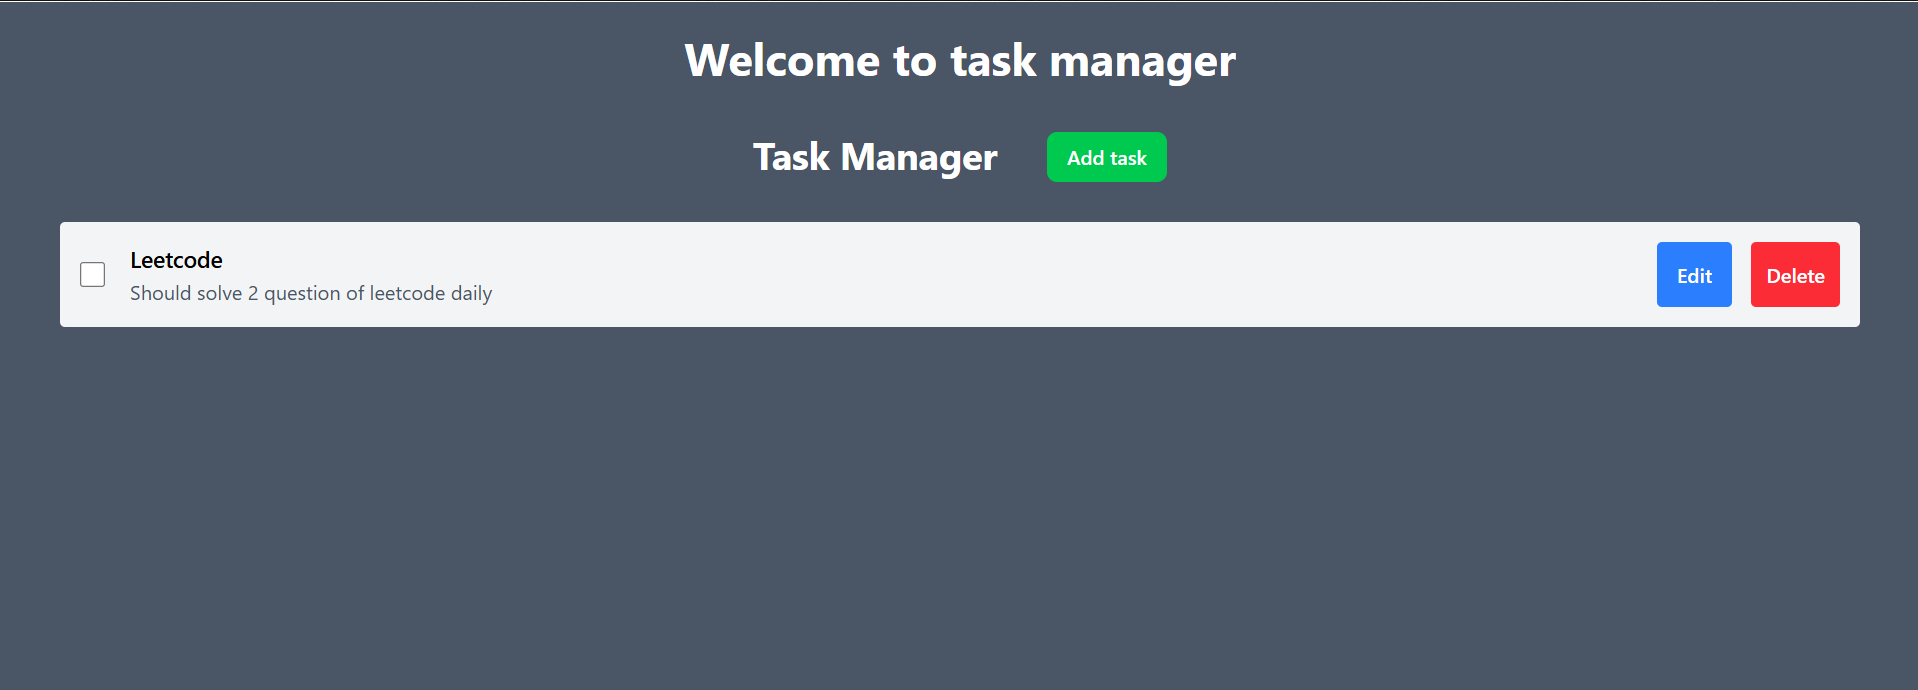 Welcome to task manager
Task Manager
Add task
Leetcode
Should solve 2 question of leetcode daily
Edit
Delete